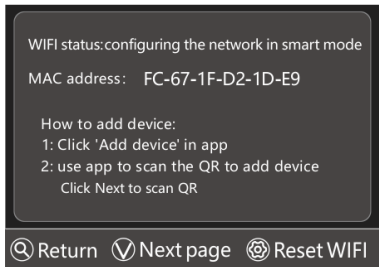 WIFI status:configuring the network in smart mode
MAC address: FC-67-1F-D2-1D-E9
How to add device:
1: Click 'Add device' in app
2: use app to scan the QR to add device
Click Next to scan QR
Return Next page Reset WIFI